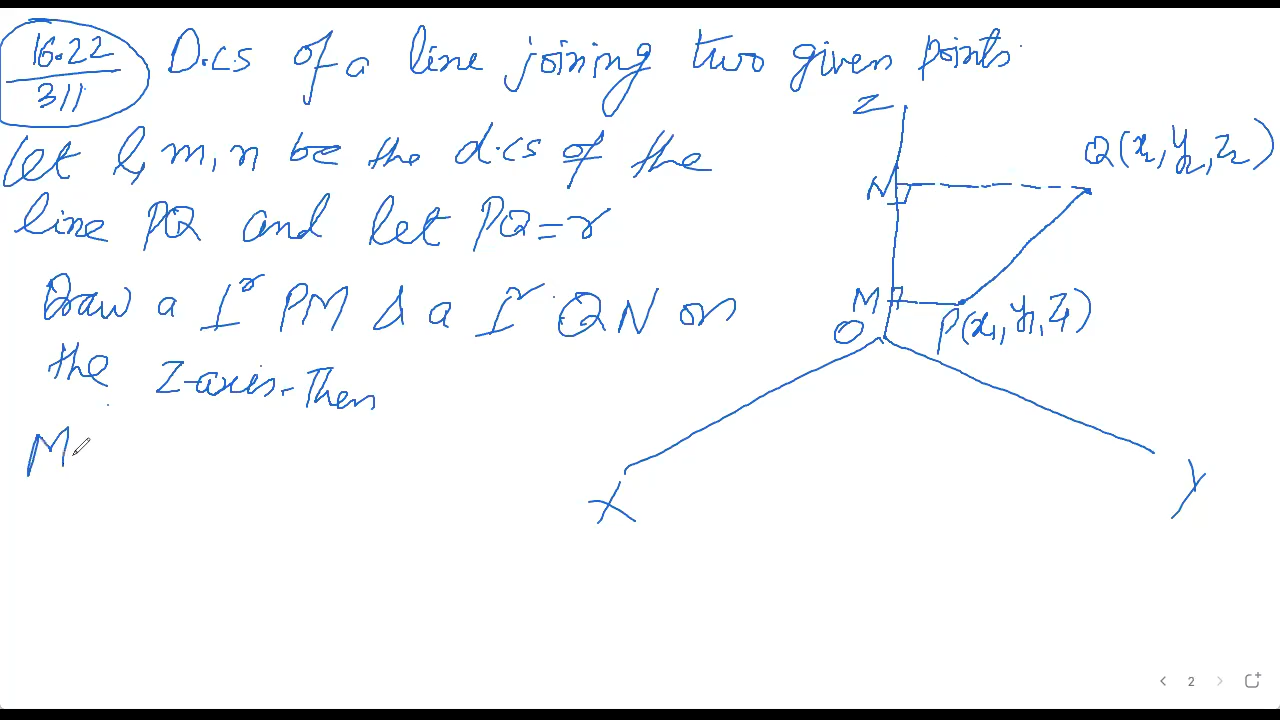 16.22
311
D.cs of a line joining two given points
Let l, m, n be the d.cs of the
line PQ and let PQ = r
Draw a ⊥r PM & a ⊥r QN on
the Z-axis. Then
M
Z
N
Q(x2, y2, z2)
M
O
P(x1, y1, z1)
X
Y
2